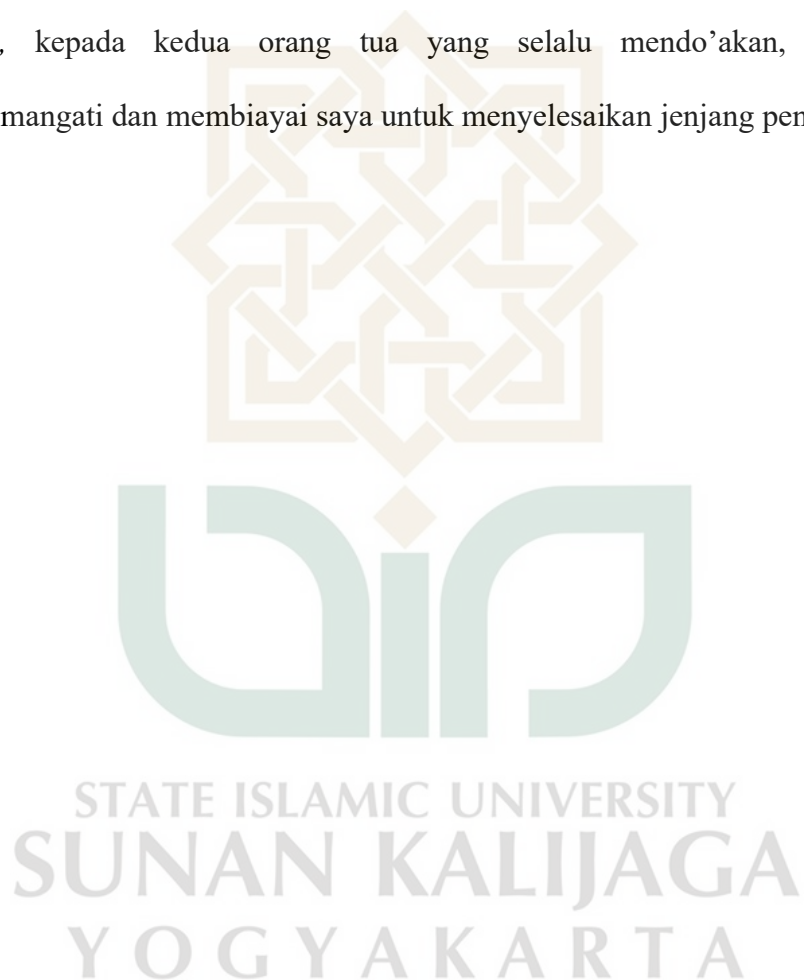 , kepada kedua orang tua yang selalu mendo’akan,
mangati dan membiayai saya untuk menyelesaikan jenjang pen
STATE ISLAMIC UNIVERSITY
SUNAN KALIJAGA
YOGYAKARTA